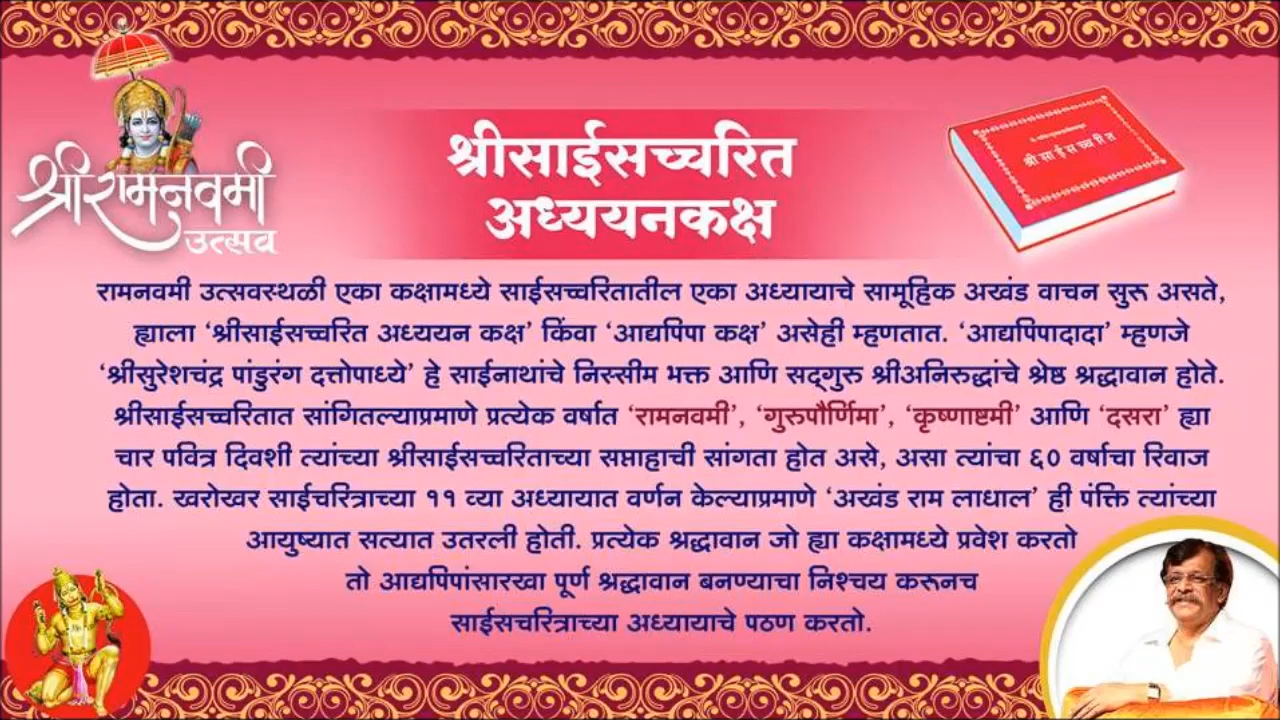 श्रीरामनवमी
उत्सव
श्रीसाईसच्चरित
अध्ययनकक्ष
श्रीसाईसच्चरित
रामनवमी उत्सवस्थळी एका कक्षामध्ये साईसच्चरितातील एका अध्यायाचे सामूहिक अखंड वाचन सुरू असते,
ह्याला ‘श्रीसाईसच्चरित अध्ययन कक्ष’ किंवा ‘आद्यपिपा कक्ष’ असेही म्हणतात. ‘आद्यपिपादादा’ म्हणजे
‘श्रीसुरेशचंद्र पांडुरंग दत्तोपाध्ये’ हे साईनाथांचे निस्सीम भक्त आणि सद्‌गुरु श्रीअनिरुद्धांचे श्रेष्ठ श्रद्धावान होते.
श्रीसाईसच्चरितात सांगितल्याप्रमाणे प्रत्येक वर्षात ‘रामनवमी’, ‘गुरुपौर्णिमा’, ‘कृष्णाष्टमी’ आणि ‘दसरा’ ह्या
चार पवित्र दिवशी त्यांच्या श्रीसाईसच्चरिताच्या सप्ताहाची सांगता होत असे, असा त्यांचा ६० वर्षाचा रिवाज
होता. खरोखर साईचरित्राच्या ११ व्या अध्यायात वर्णन केल्याप्रमाणे ‘अखंड राम लाधाल’ ही पंक्ति त्यांच्या
आयुष्यात सत्यात उतरली होती. प्रत्येक श्रद्धावान जो ह्या कक्षामध्ये प्रवेश करतो
तो आद्यपिपांसारखा पूर्ण श्रद्धावान बनण्याचा निश्चय करूनच
साईसचरित्राच्या अध्यायाचे पठण करतो.